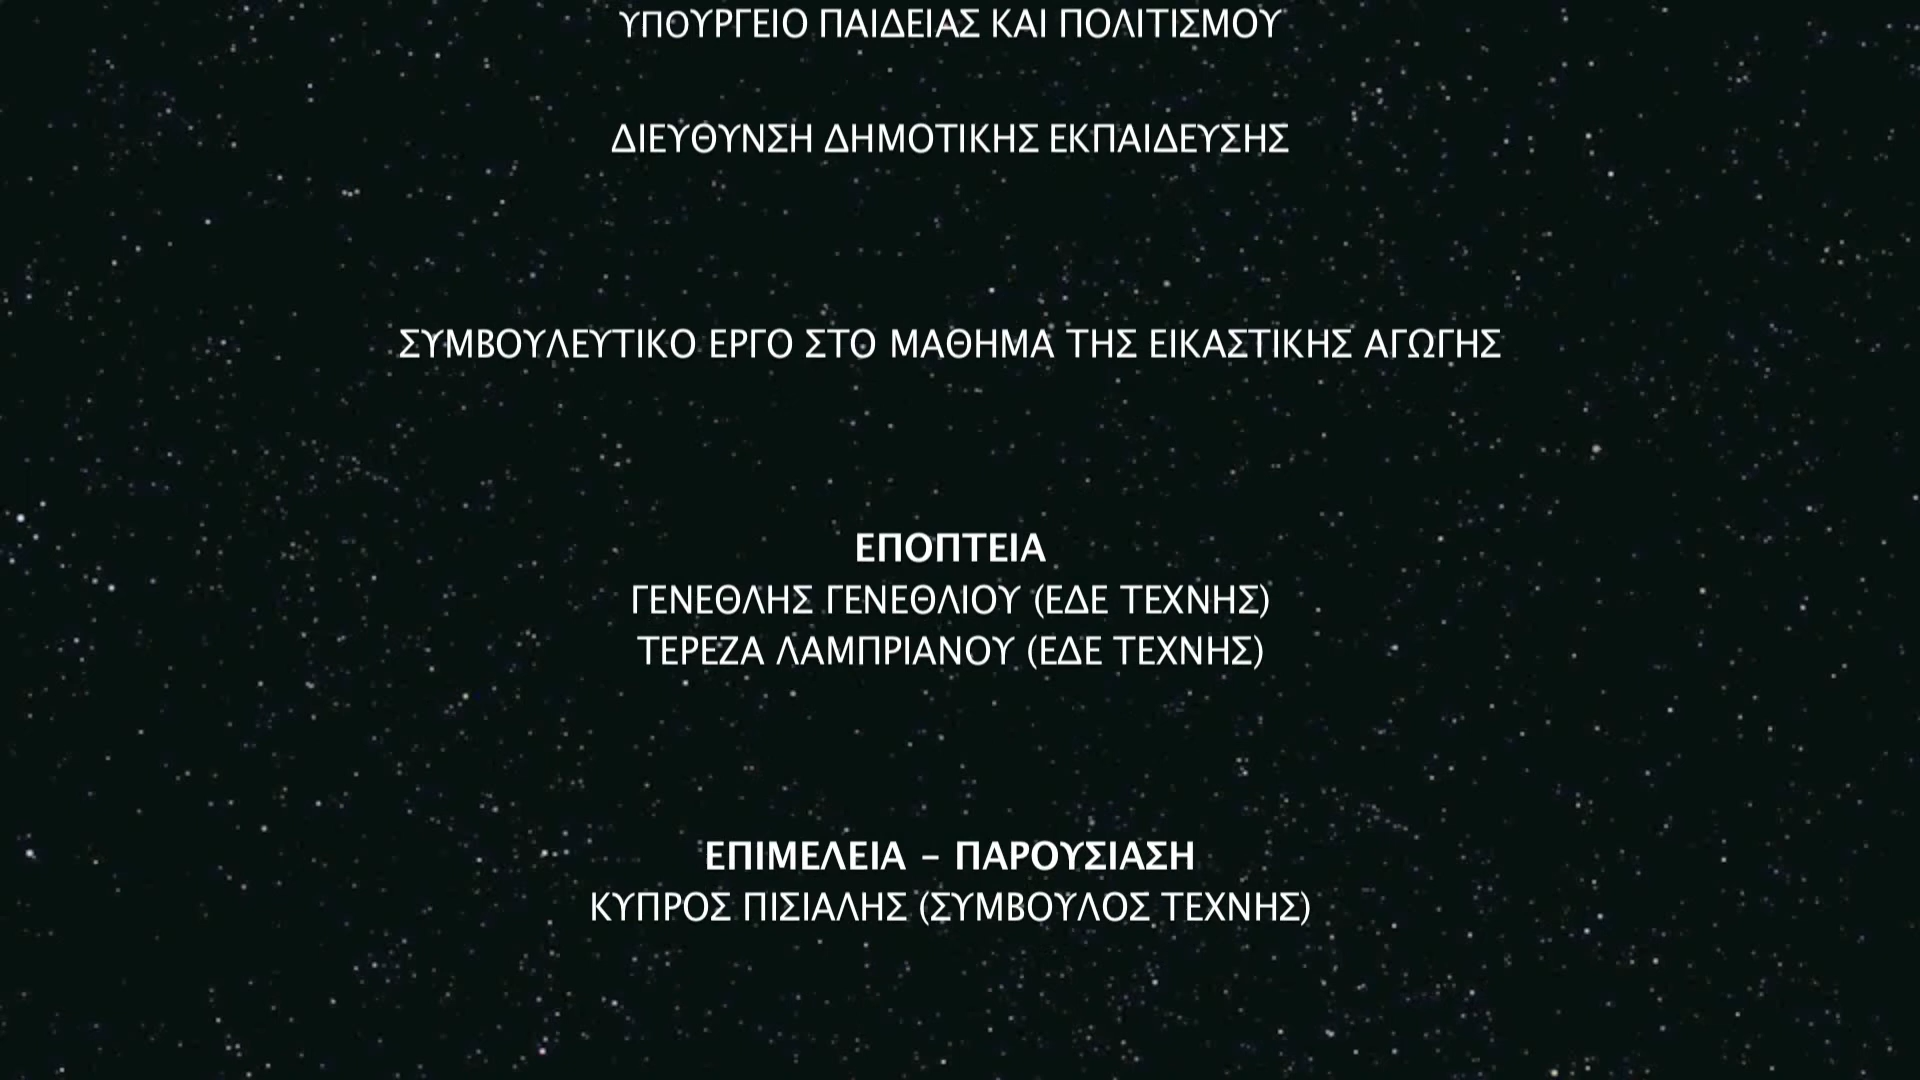 ΥΠΟΥΡΓΕΙΟ ΠΑΙΔΕΙΑΣ ΚΑΙ ΠΟΛΙΤΙΣΜΟΥ
ΔΙΕΥΘΥΝΣΗ ΔΗΜΟΤΙΚΗΣ ΕΚΠΑΙΔΕΥΣΗΣ
ΣΥΜΒΟΥΛΕΥΤΙΚΟ ΕΡΓΟ ΣΤΟ ΜΑΘΗΜΑ ΤΗΣ ΕΙΚΑΣΤΙΚΗΣ ΑΓΩΓΗΣ
ΕΠΟΠΤΕΙΑ
ΓΕΝΕΘΛΗΣ ΓΕΝΕΘΛΙΟΥ (ΕΔΕ ΤΕΧΝΗΣ)
ΤΕΡΕΖΑ ΛΑΜΠΡΙΑΝΟΥ (ΕΔΕ ΤΕΧΝΗΣ)
ΕΠΙΜΕΛΕΙΑ – ΠΑΡΟΥΣΙΑΣΗ
ΚΥΠΡΟΣ ΠΙΣΙΑΛΗΣ (ΣΥΜΒΟΥΛΟΣ ΤΕΧΝΗΣ)